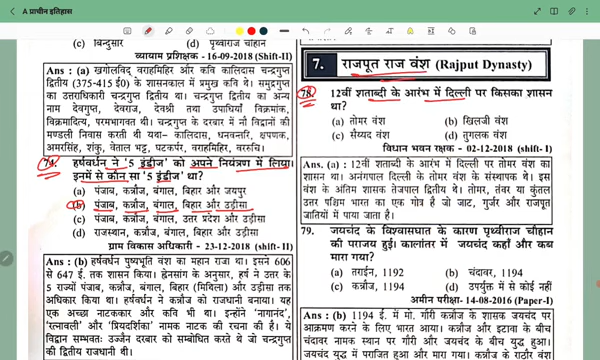 A प्राचीन इतिहास
(c) बिन्दुसार (d) पृथ्वीराज चौहान
व्यायाम प्रशिक्षक - 16-09-2018 (Shift-II)
Ans : (a) खगोलविद् वराहमिहिर और कवि कालिदास चन्द्रगुप्त
द्वितीय (375-415 ई0) के शासनकाल में प्रमुख कवि थे। समुद्रगुप्त
का उत्तराधिकारी चन्द्रगुप्त द्वितीय था। चन्द्रगुप्त द्वितीय का अन्य
नाम देवगुप्त, देवराज, देवश्री तथा उपाधियाँ विक्रमांक,
विक्रमादित्य, परमभागवत थी। चन्द्रगुप्त के दरबार में नौ विद्वानों की
मण्डली निवास करती थी यथा- कालिदास, धनवन्तरि, क्षपणक,
अमरसिंह, शंकु, वेताल भट्ट, घटकर्पर, वराहमिहिर, वररुचि।
74. हर्षवर्धन ने '5 इंडीज' को अपने नियंत्रण में लिया।
इनमें से कौन सा '5 इंडीज' था?
(a) पंजाब, कन्नौज, बंगाल, बिहार और जयपुर
(b) पंजाब, कन्नौज, बंगाल, बिहार और उड़ीसा
(c) पंजाब, कन्नौज, बंगाल, उत्तर प्रदेश और उड़ीसा
(d) राजस्थान, कन्नौज, बंगाल, बिहार और उड़ीसा
ग्राम विकास अधिकारी - 23-12-2018 (shift-II)
Ans : (b) हर्षवर्धन पुष्यभूति वंश का महान राजा था। इसने 606
से 647 ई. तक शासन किया। ह्वेनसांग के अनुसार, हर्ष ने उत्तर के
5 राज्यों पंजाब, कन्नौज, बंगाल, बिहार (मिथिला) और उड़ीसा तक
अधिकार किया था। हर्षवर्धन ने कन्नौज को राजधानी बनाया। यह
एक अच्छा नाटककार और कवि भी था। इन्होंने 'नागानंद',
'रत्नावली' और 'प्रियदर्शिका' नामक नाटक की रचना की है। ये
विद्वान सम्भवतः उज्जैन दरबार को सम्बोधित करते थे जो चन्द्रगुप्त
की द्वितीय राजधानी थी।
7. राजपूत राज वंश (Rajput Dynasty)
78. 12वीं शताब्दी के आरंभ में दिल्ली पर किसका शासन
था?
(a) तोमर वंश (b) खिलजी वंश
(c) सैय्यद वंश (d) तुगलक वंश
विधान भवन रक्षक - 02-12-2018 (shift-I)
Ans. (a) : 12वीं शताब्दी के आरंभ में दिल्ली पर तोमर वंश का
शासन था। अनंगपाल दिल्ली के तोमर वंश के संस्थापक थे। इस
वंश के अंतिम शासक तेजपाल द्वितीय थे। तोमर, तंवर या कुंतल
उत्तर पश्चिम भारत का एक गोत्र है जो जाट, गुर्जर और राजपूत
जातियों में पाया जाता है।
79. जयचंद के विश्वासघात के कारण पृथ्वीराज चौहान
की पराजय हुई। कालांतर में जयचंद कहाँ और कब
मारा गया?
(a) तराईन, 1192 (b) चंदावर, 1194
(c) कन्नौज, 1194 (d) उपर्युक्त में से कोई नहीं
अमीन परीक्षा- 14-08-2016 (Paper-I)
Ans : (b) 1194 ई. में मो. गौरी कन्नौज के शासक जयचंद पर
आक्रमण करने के लिए भारत आया। कन्नौज और इटावा के बीच
चंदावर नामक स्थान पर गौरी और जयचंद के बीच युद्ध हुआ।
जयचंद युद्ध में पराजित हुआ और मारा गया। कन्नौज के राठौर वंश